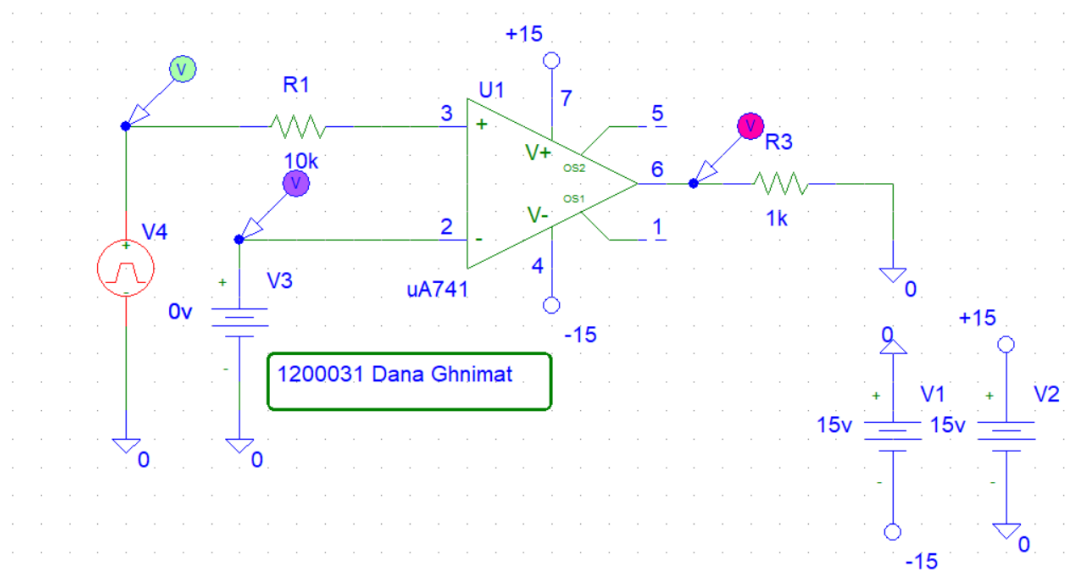 +15
V
R1
U1
7
3
+
5
V
R3
V+
OS2
10k
6
V
OS1
1k
V4
+
2
-
V-
1
-
+
V3
4
0v
uA741
0
-
-15
+15
0
1200031 Dana Ghnimat
+
V1
+
V2
15v
15v
0
0
-
-
0
-15